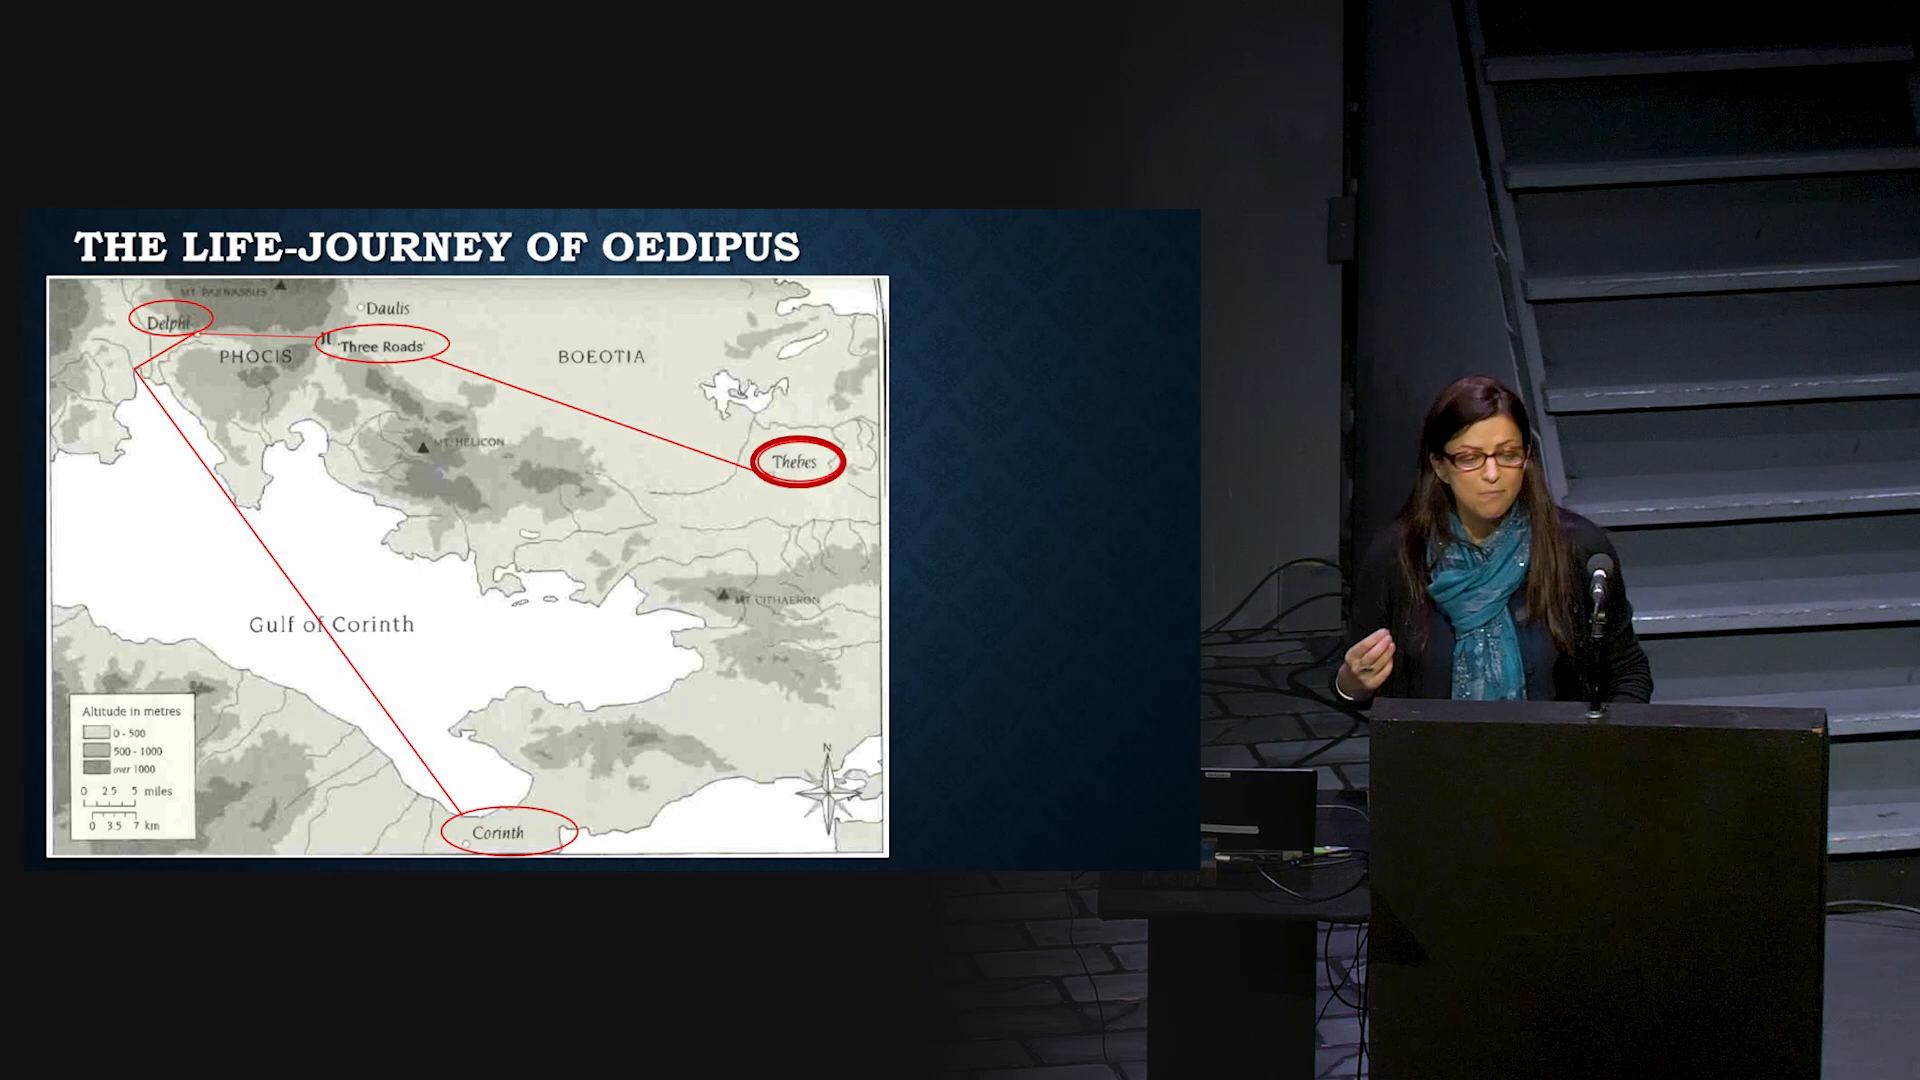 THE LIFE-JOURNEY OF OEDIPUS
MT PARNASSUS
Daulis
Delphi
'Three Roads'
PHOCIS
BOEOTIA
MT. HELICON
Thebes
MT CITHAERON
Gulf of Corinth
Altitude in metres
0 - 500
500 - 1000
over 1000
0 2.5 5 miles
0 3.5 7 km
N
Corinth